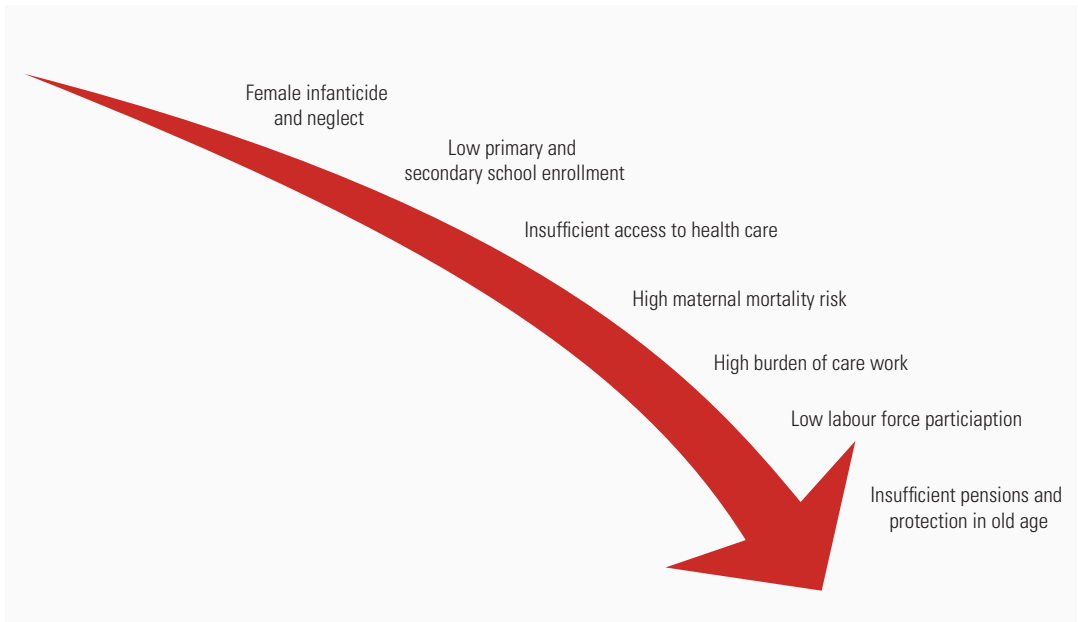 Female infanticide
and neglect
Low primary and
secondary school enrollment
Insufficient access to health care
High maternal mortality risk
High burden of care work
Low labour force particiaption
Insufficient pensions and
protection in old age